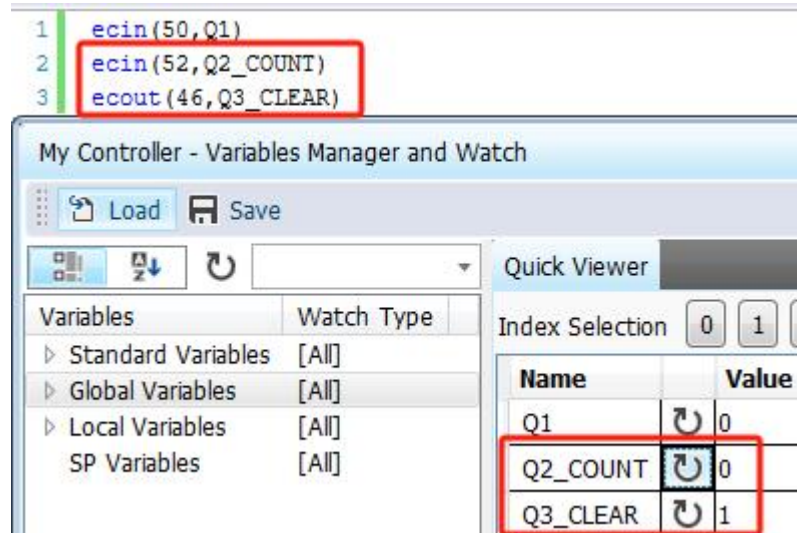 1 ecin(50,Q1)
2 ecin(52,Q2_COUNT)
3 ecout(46,Q3_CLEAR)
My Controller - Variables Manager and Watch
Load Save
Quick Viewer
Variables Watch Type
Index Selection 0 1
Standard Variables [All]
Name Value
Global Variables [All]
Q1 0
Local Variables [All]
SP Variables [All]
Q2_COUNT 0
Q3_CLEAR 1